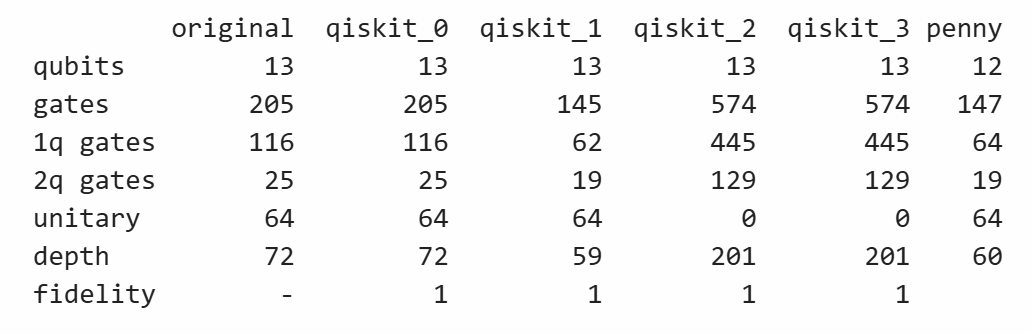 original qiskit_0 qiskit_1 qiskit_2 qiskit_3 penny
qubits 13 13 13 13 13 12
gates 205 205 145 574 574 147
1q gates 116 116 62 445 445 64
2q gates 25 25 19 129 129 19
unitary 64 64 64 0 0 64
depth 72 72 59 201 201 60
fidelity - 1 1 1 1